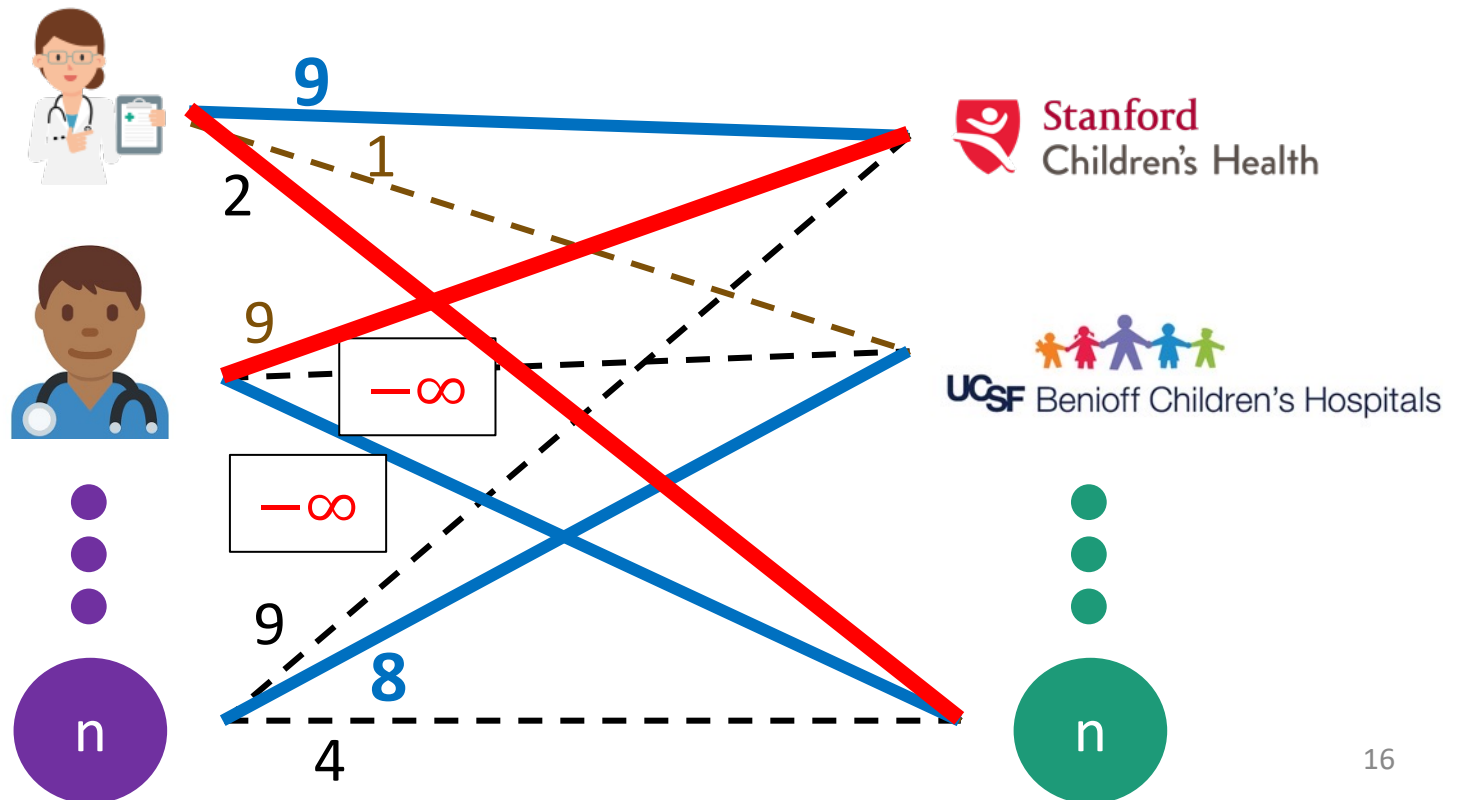 9
1
2
Stanford
Children's Health
9
−∞
UCSF Benioff Children's Hospitals
−∞
9
8
n
4
n
16